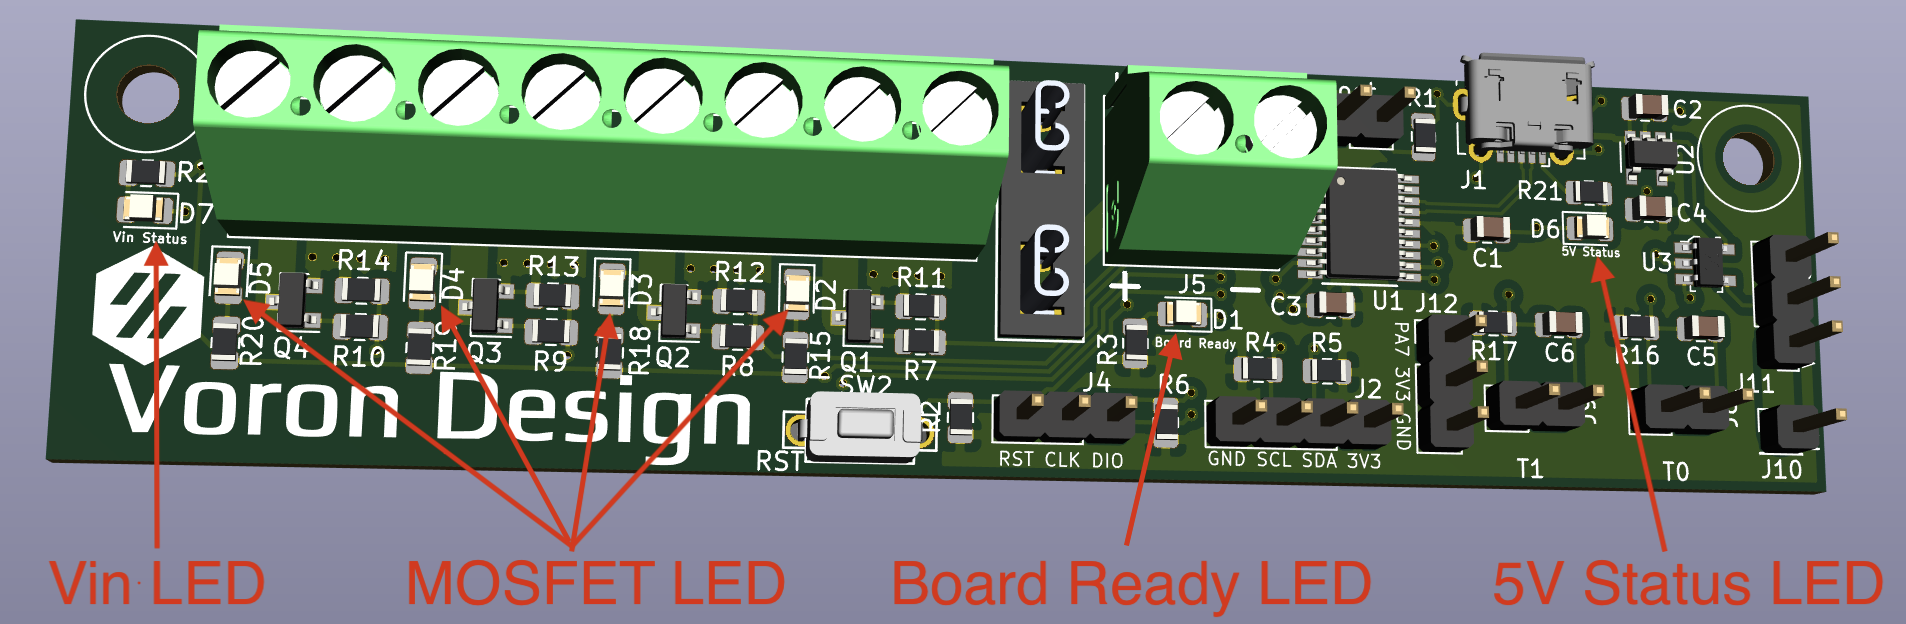 R1
C2
U2
J1
R21
C4
D7
Vin Status
D6
5V Status
C1
U3
D5
R14
D4
R13
D3
R12
D2
R11
+
J5
-
C3
U1
J12
D1
Board Ready
R20
Q4
R10
R19
Q3
R9
R18
Q2
R8
R15
Q1
R7
R3
R4
R5
PA7 3V3 GND
R17
C6
R16
C5
Voron Design
SW2
J4
R6
J2
J11
RST
RST CLK DIO
GND SCL SDA 3V3
T1
T0
J10
Vin LED
MOSFET LED
Board Ready LED
5V Status LED